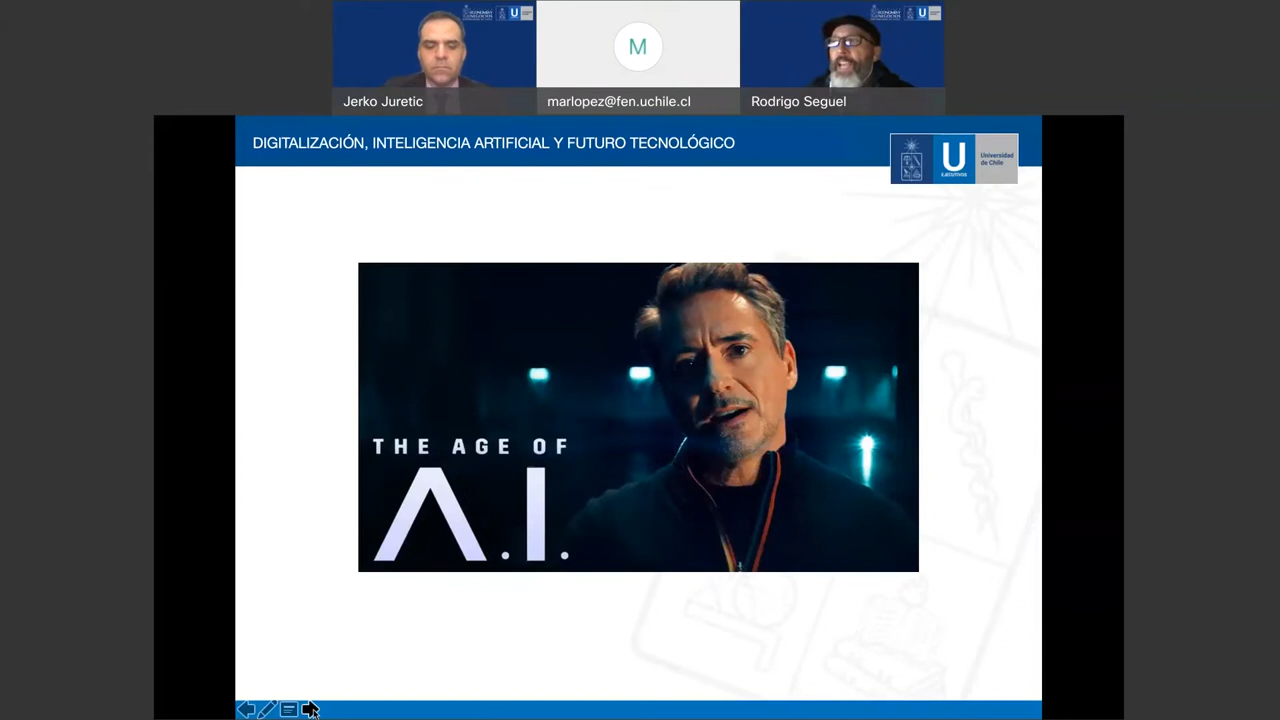 Jerko Juretic
M
marlopez@fen.uchile.cl
Rodrigo Seguel
DIGITALIZACIÓN, INTELIGENCIA ARTIFICIAL Y FUTURO TECNOLÓGICO
U
Universidad
de Chile
THE AGE OF
A.I.